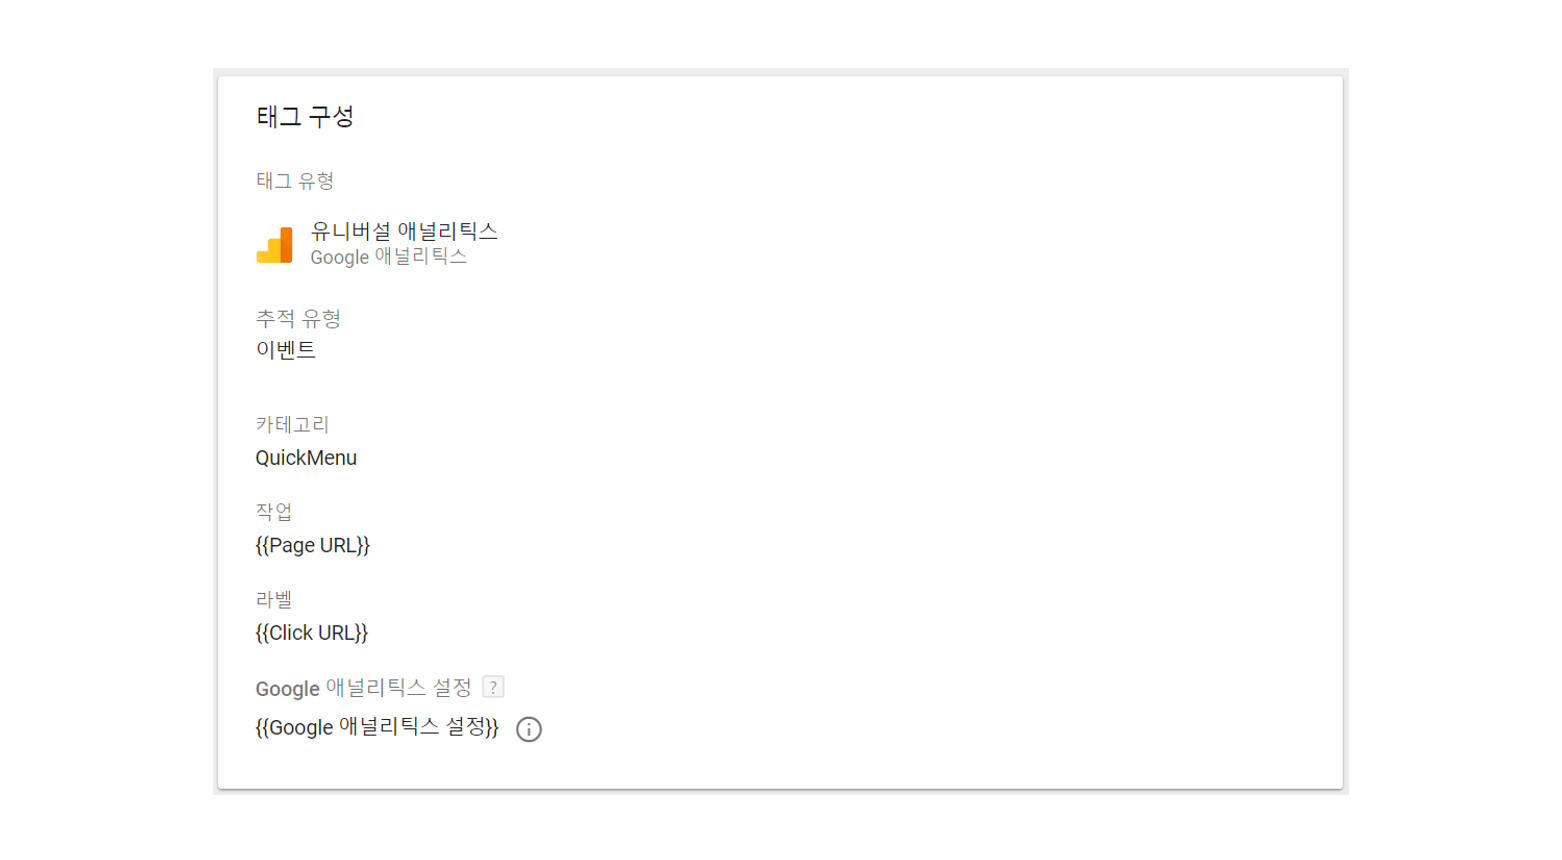 태그 구성
태그 유형
유니버설 애널리틱스
Google 애널리틱스
추적 유형
이벤트
카테고리
QuickMenu
작업
{{Page URL}}
라벨
{{Click URL}}
Google 애널리틱스 설정 ?
{{Google 애널리틱스 설정}}